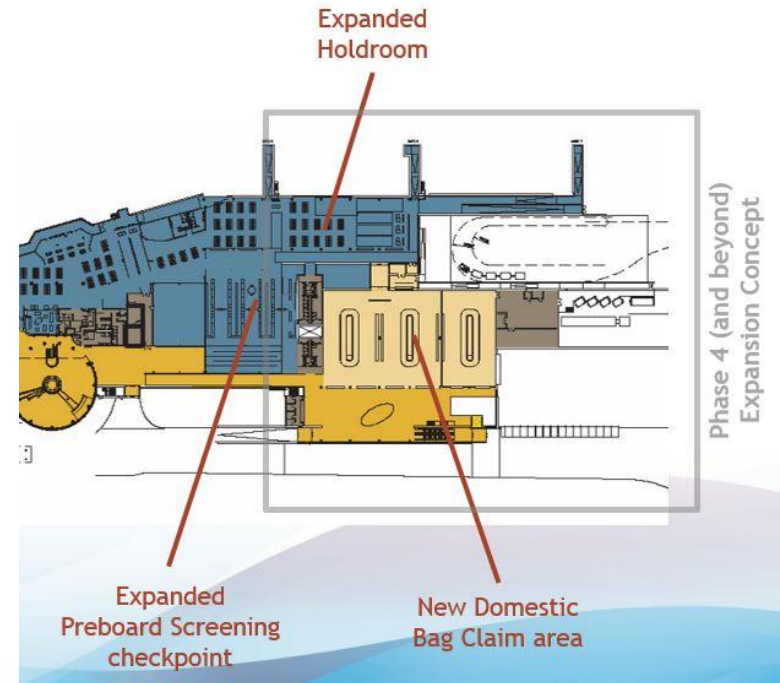 Expanded
Holdroom
Phase 4 (and beyond)
Expansion Concept
Expanded
Preboard Screening
checkpoint
New Domestic
Bag Claim area